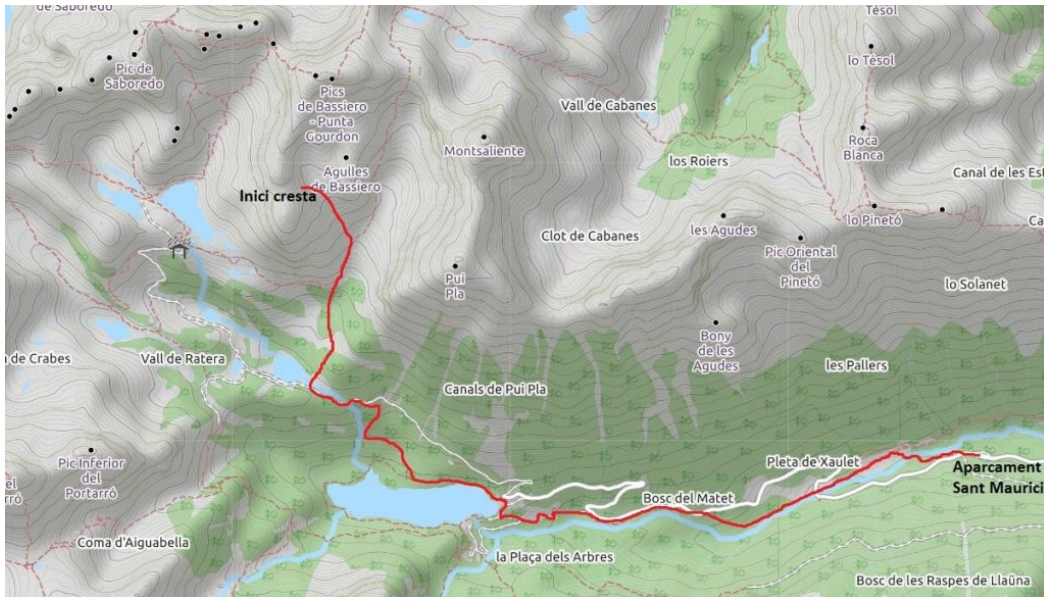 de Saboredo
Pic de
Saboredo
Pics
de Bassiero
- Punta
Gourdon
Agulles
de Bassiero
Inici cresta
Montsaliente
Vall de Cabanes
los Roiers
Tésol
lo Tésol
Roca
Blanca
Canal de les Est
lo Pinetó
Ca
les Agudes
Clot de Cabanes
Pic Oriental
del
Pinetó
lo Solanet
Pui
Pla
Bony
de les
Agudes
les Pallers
a de Crabes
Vall de Ratera
Canals de Pui Pla
Pic Inferior
del
Portarró
el
rró
Pleta de Xaulet
Aparcament
Sant Maurici
Bosc del Matet
Coma d'Aiguabella
la Plaça dels Arbres
Bosc de les Raspes de Llaüna